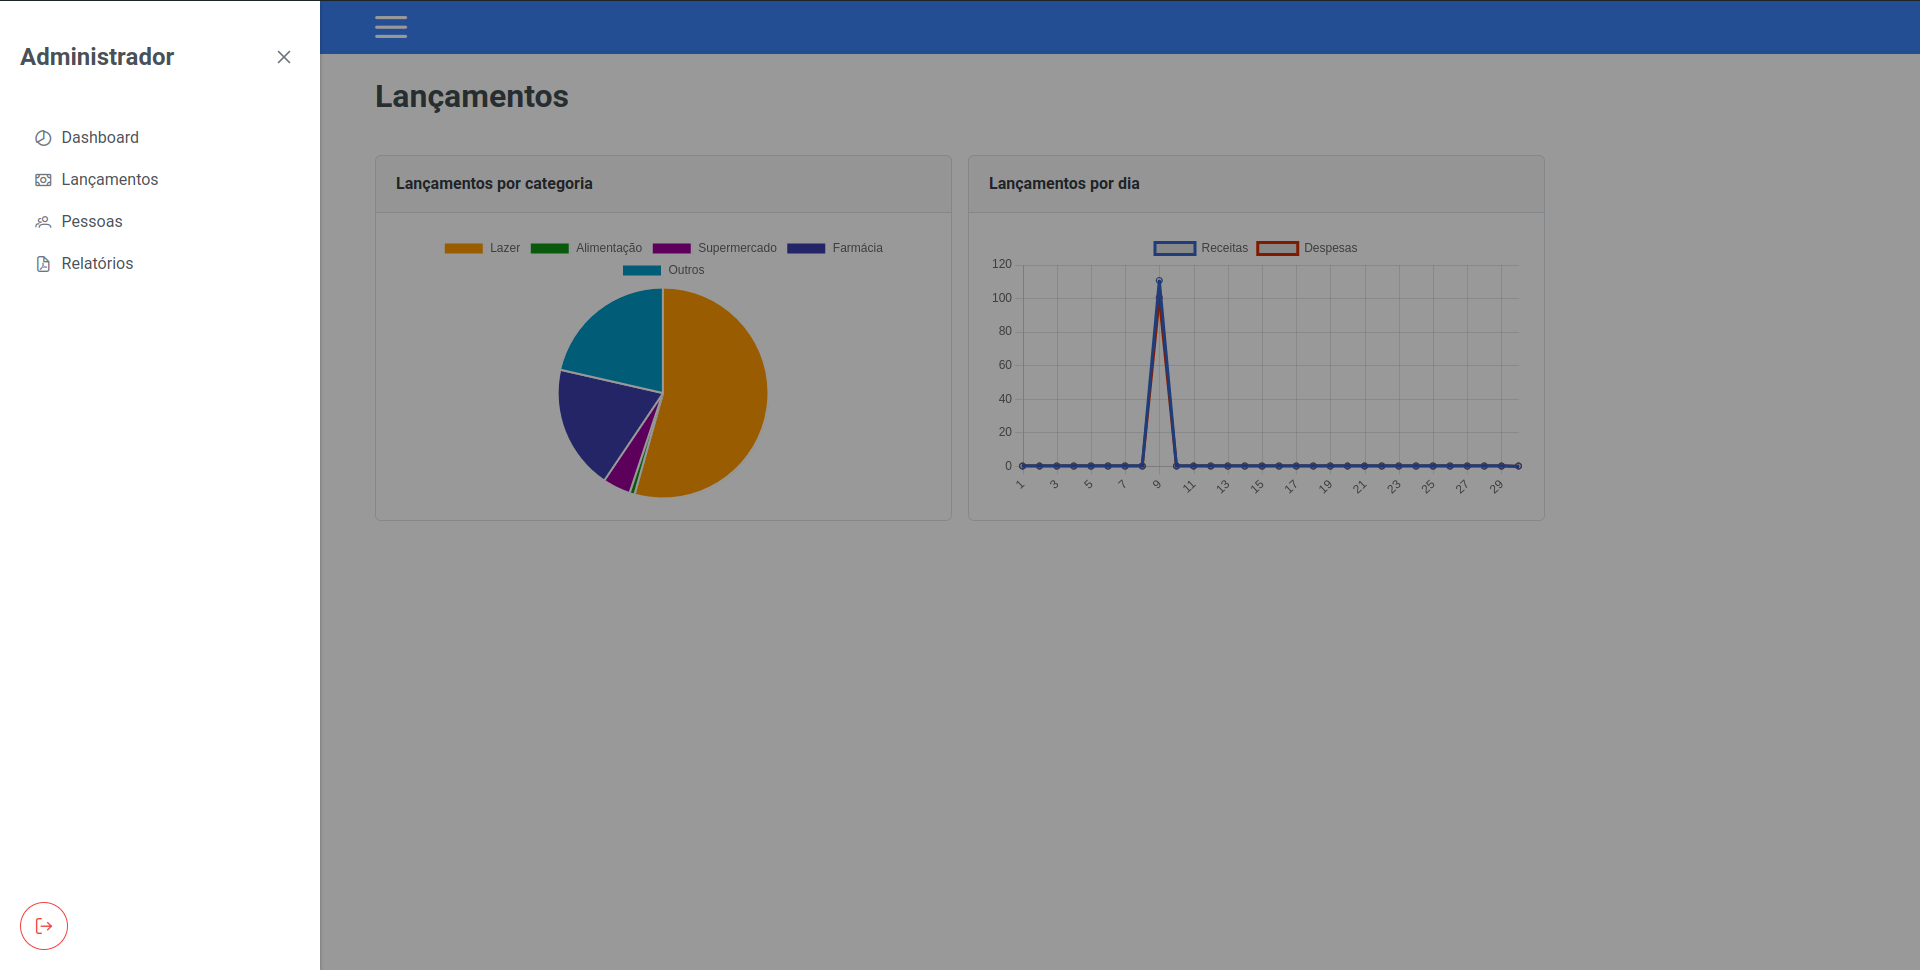 Administrador
Dashboard
Lançamentos
Pessoas
Relatórios
Lançamentos
Lançamentos por categoria
Lazer Alimentação Supermercado Farmácia
Outros
Lançamentos por dia
Receitas Despesas
120
100
80
60
40
20
0
1 3 5 7 9 11 13 15 17 19 21 23 25 27 29